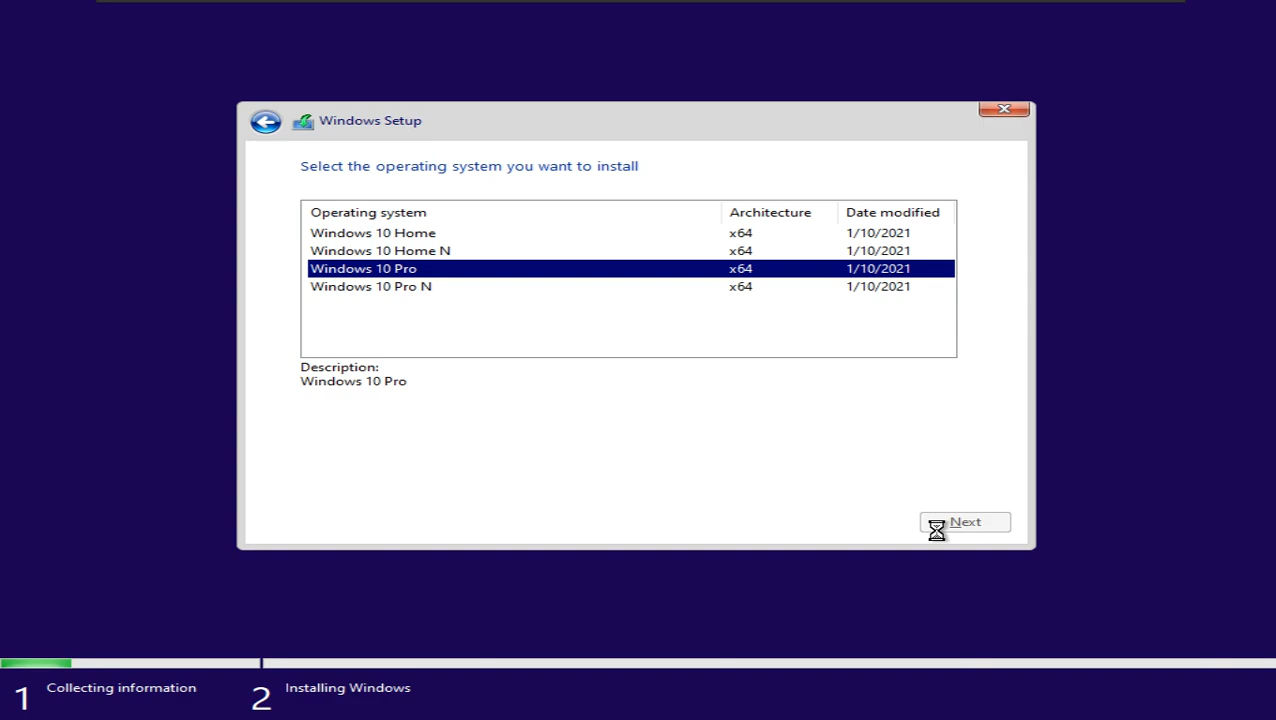 Windows Setup
Select the operating system you want to install
Operating system Architecture Date modified
Windows 10 Home x64 1/10/2021
Windows 10 Home N x64 1/10/2021
Windows 10 Pro x64 1/10/2021
Windows 10 Pro N x64 1/10/2021
Description:
Windows 10 Pro
Next
1 Collecting information 2 Installing Windows